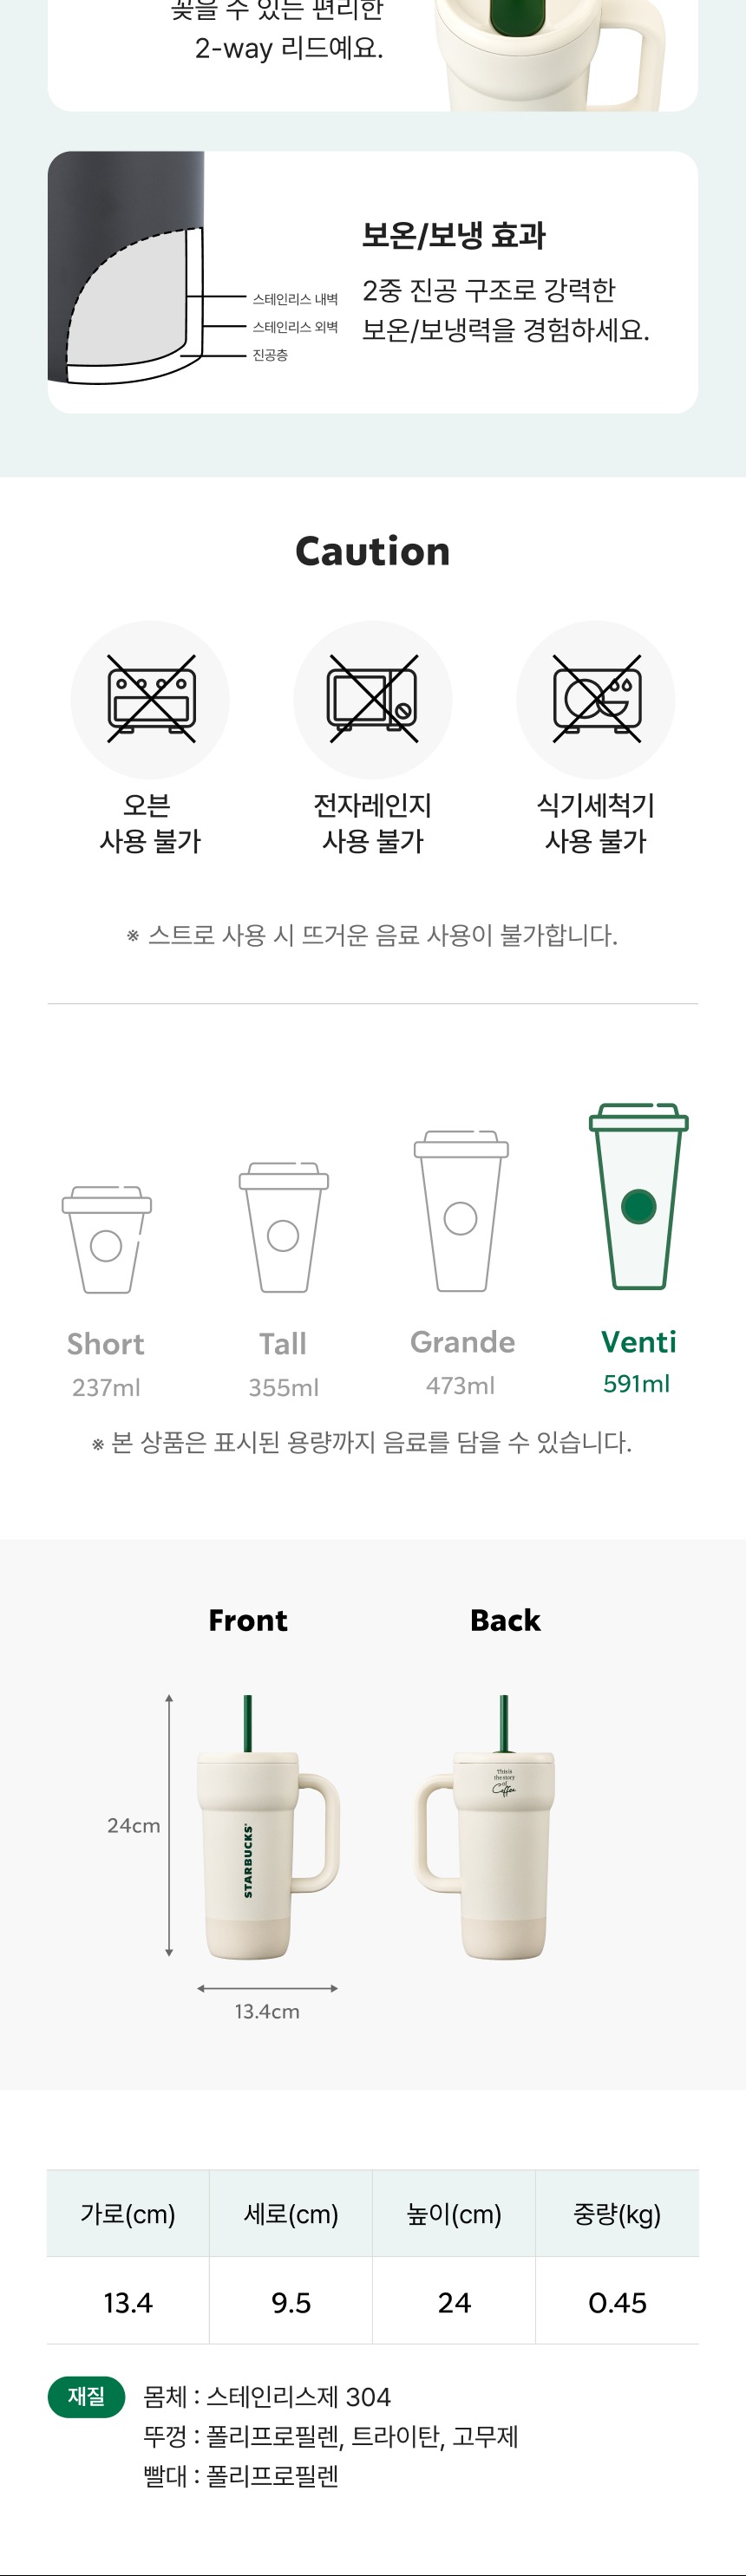 꽂을 수 있는 편리한
2-way 리드예요.
보온/보냉 효과
2중 진공 구조로 강력한
보온/보냉력을 경험하세요.
스테인리스 내벽
스테인리스 외벽
진공층
Caution
오븐
사용 불가
전자레인지
사용 불가
식기세척기
사용 불가
※ 스트로 사용 시 뜨거운 음료 사용이 불가합니다.
Short
237ml
Tall
355ml
Grande
473ml
Venti
591ml
※ 본 상품은 표시된 용량까지 음료를 담을 수 있습니다.
Front
Back
24cm
STARBUCKS
This is
the story
of
Coffee
13.4cm
가로(cm) 세로(cm) 높이(cm) 중량(kg)
13.4 9.5 24 0.45
재질 몸체 : 스테인리스제 304
뚜껑 : 폴리프로필렌, 트라이탄, 고무제
빨대 : 폴리프로필렌